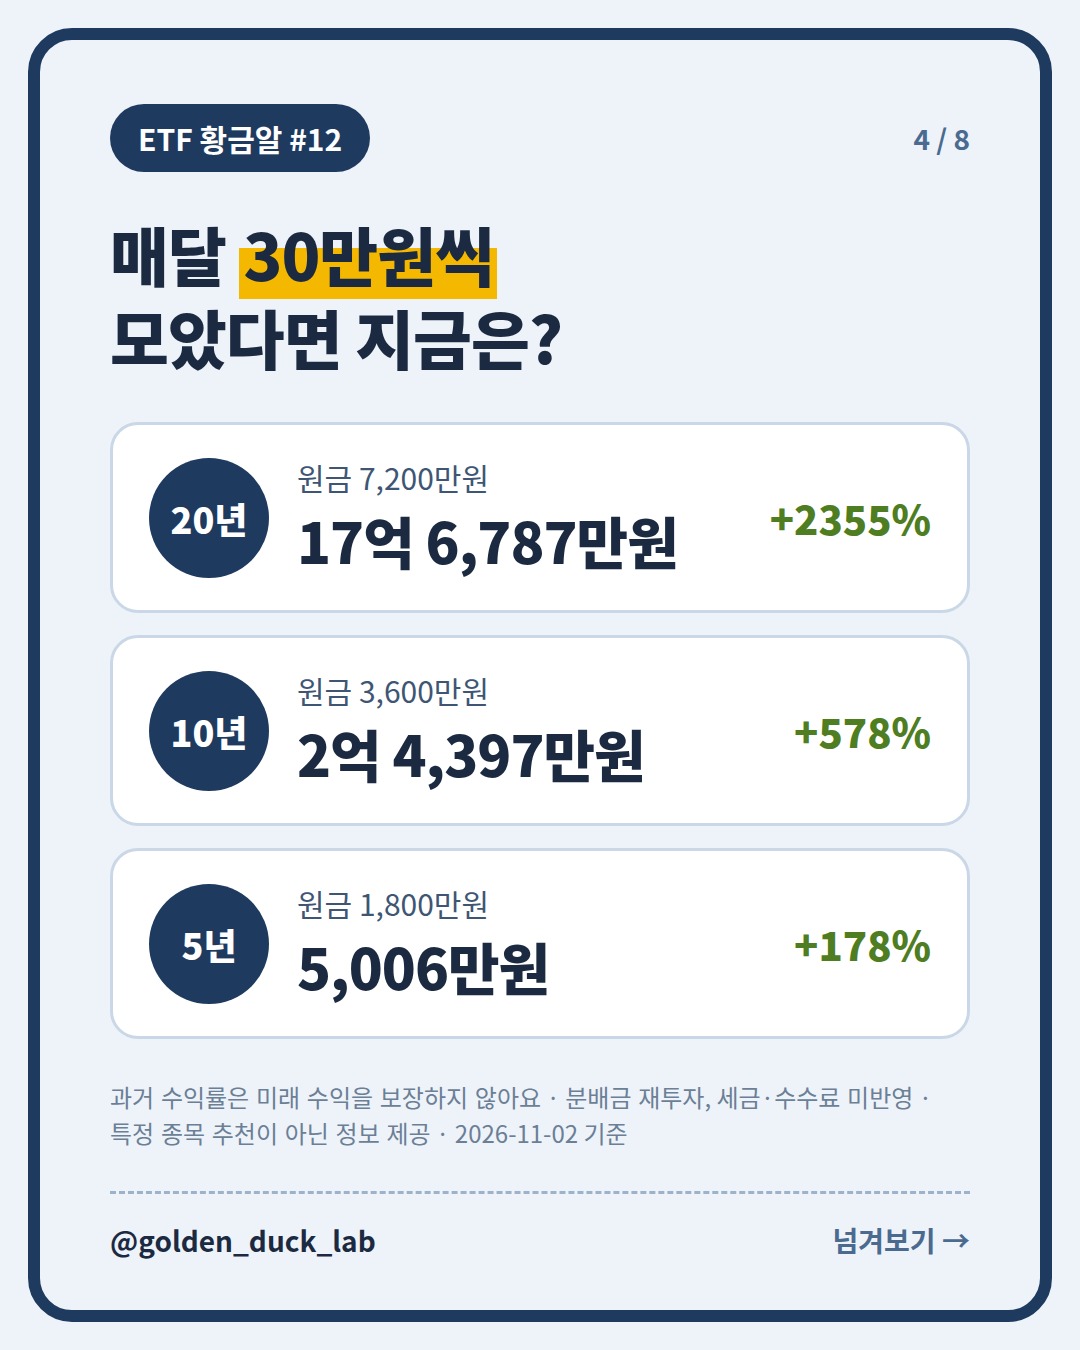 ETF 황금알 #12
4 / 8
매달 30만원씩
모았다면 지금은?
20년
원금 7,200만원
17억 6,787만원
+2355%
10년
원금 3,600만원
2억 4,397만원
+578%
5년
원금 1,800만원
5,006만원
+178%
과거 수익률은 미래 수익을 보장하지 않아요 · 분배금 재투자, 세금·수수료 미반영 ·
특정 종목 추천이 아닌 정보 제공 · 2026-11-02 기준
@golden_duck_lab
넘겨보기 →